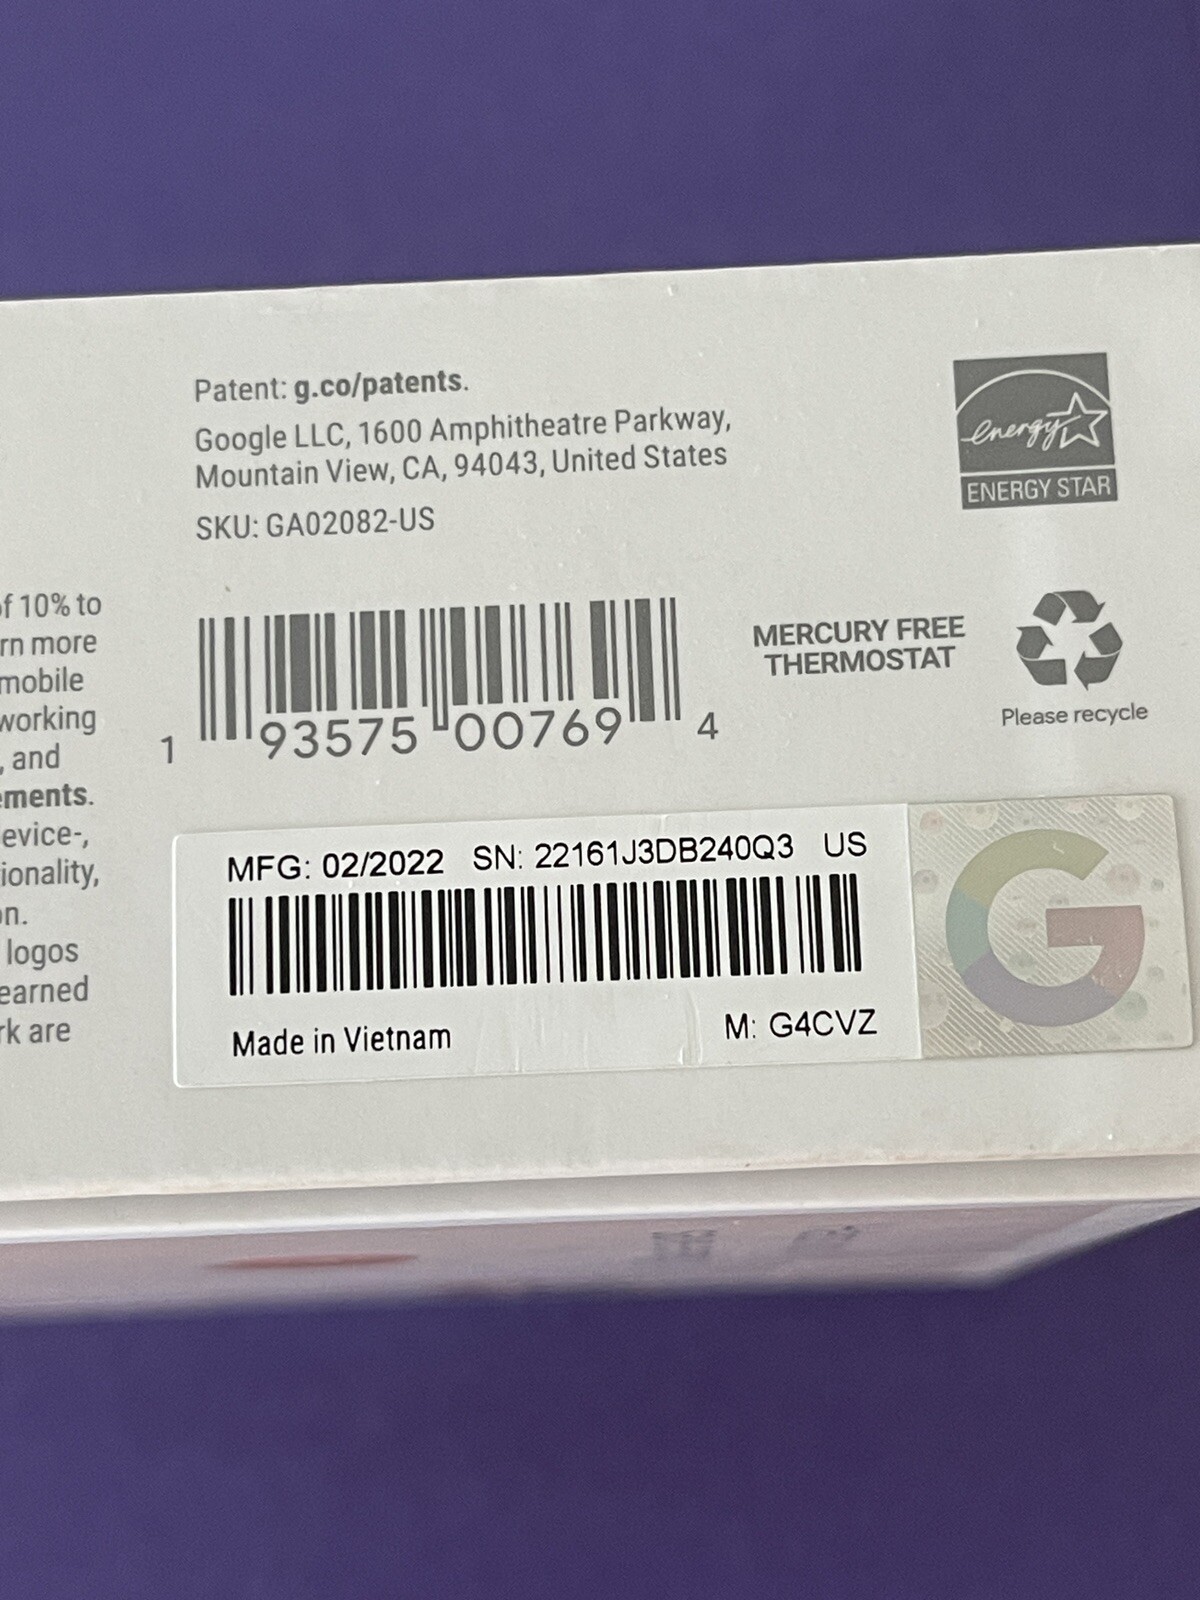 Patent: g.co/patents.
Google LLC, 1600 Amphitheatre Parkway,
Mountain View, CA, 94043, United States
SKU: GA02082-US
energy
ENERGY STAR
of 10% to
rn more
mobile
working
, and
ements.
evice-,
ionality,
on.
logos
earned
rk are
1 93575 00769 4
MERCURY FREE
THERMOSTAT
Please recycle
MFG: 02/2022 SN: 22161J3DB240Q3 US
Made in Vietnam M: G4CVZ
G